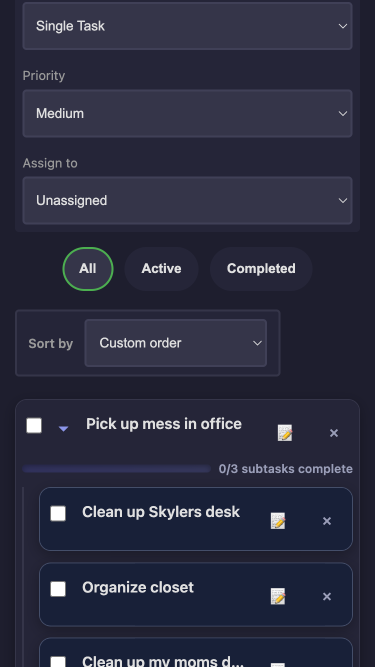 Single Task
Priority
Medium
Assign to
Unassigned
All Active Completed
Sort by Custom order
Pick up mess in office
0/3 subtasks complete
Clean up Skylers desk
Organize closet
Clean up my moms d...